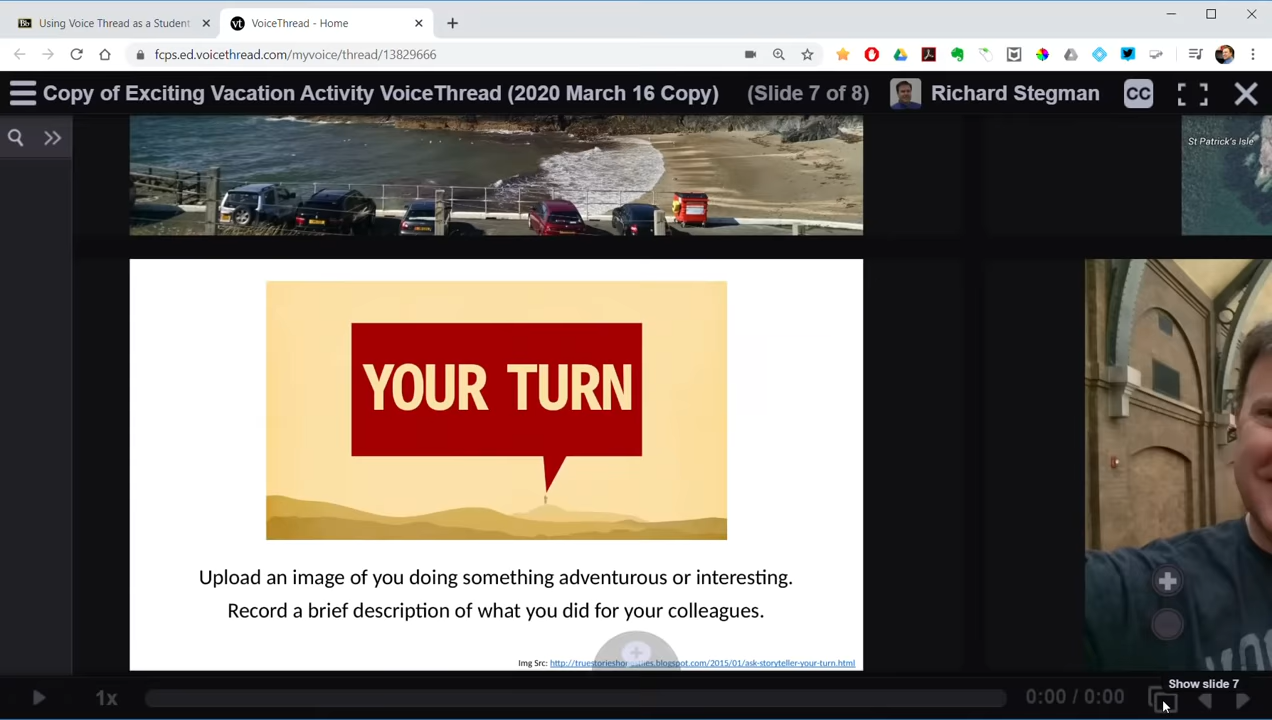 Using Voice Thread as a Student
VoiceThread - Home
fcps.ed.voicethread.com/myvoice/thread/13829666
Copy of Exciting Vacation Activity VoiceThread (2020 March 16 Copy) (Slide 7 of 8) Richard Stegman CC
St Patrick's Isle
YOUR TURN
Upload an image of you doing something adventurous or interesting.
Record a brief description of what you did for your colleagues.
Img Src: 
Show slide 7
1x 0:00 / 0:00